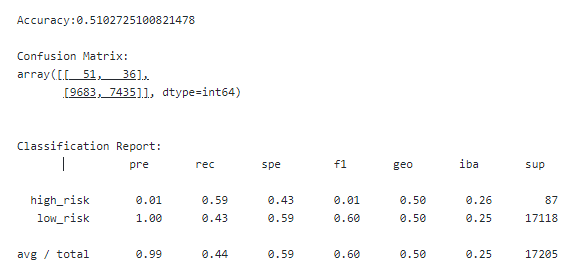 Accuracy:0.5102725100821478
Confusion Matrix:
array([[  51,   36],
       [9683, 7435]], dtype=int64)
Classification Report:
pre rec spe f1 geo iba sup
high_risk 0.01 0.59 0.43 0.01 0.50 0.26 87
low_risk 1.00 0.43 0.59 0.60 0.50 0.25 17118
avg / total 0.99 0.44 0.59 0.60 0.50 0.25 17205